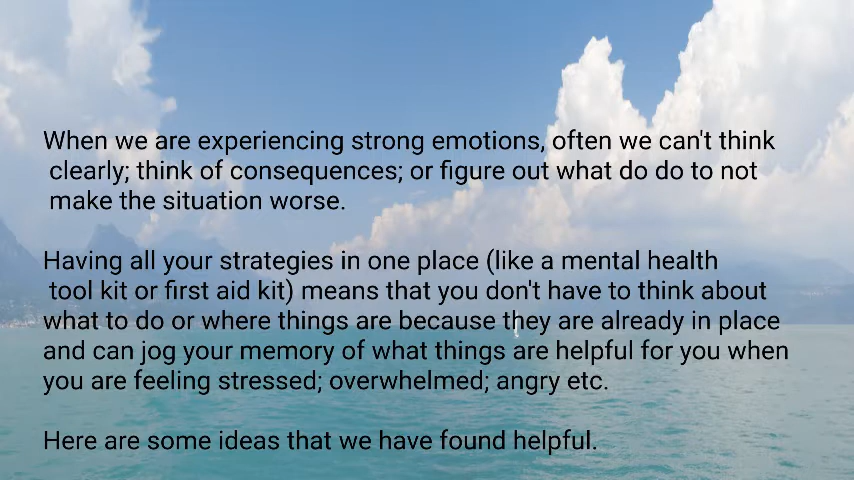 When we are experiencing strong emotions, often we can't think
clearly; think of consequences; or figure out what do do to not
make the situation worse.
Having all your strategies in one place (like a mental health
tool kit or first aid kit) means that you don't have to think about
what to do or where things are because they are already in place
and can jog your memory of what things are helpful for you when
you are feeling stressed; overwhelmed; angry etc.
Here are some ideas that we have found helpful.